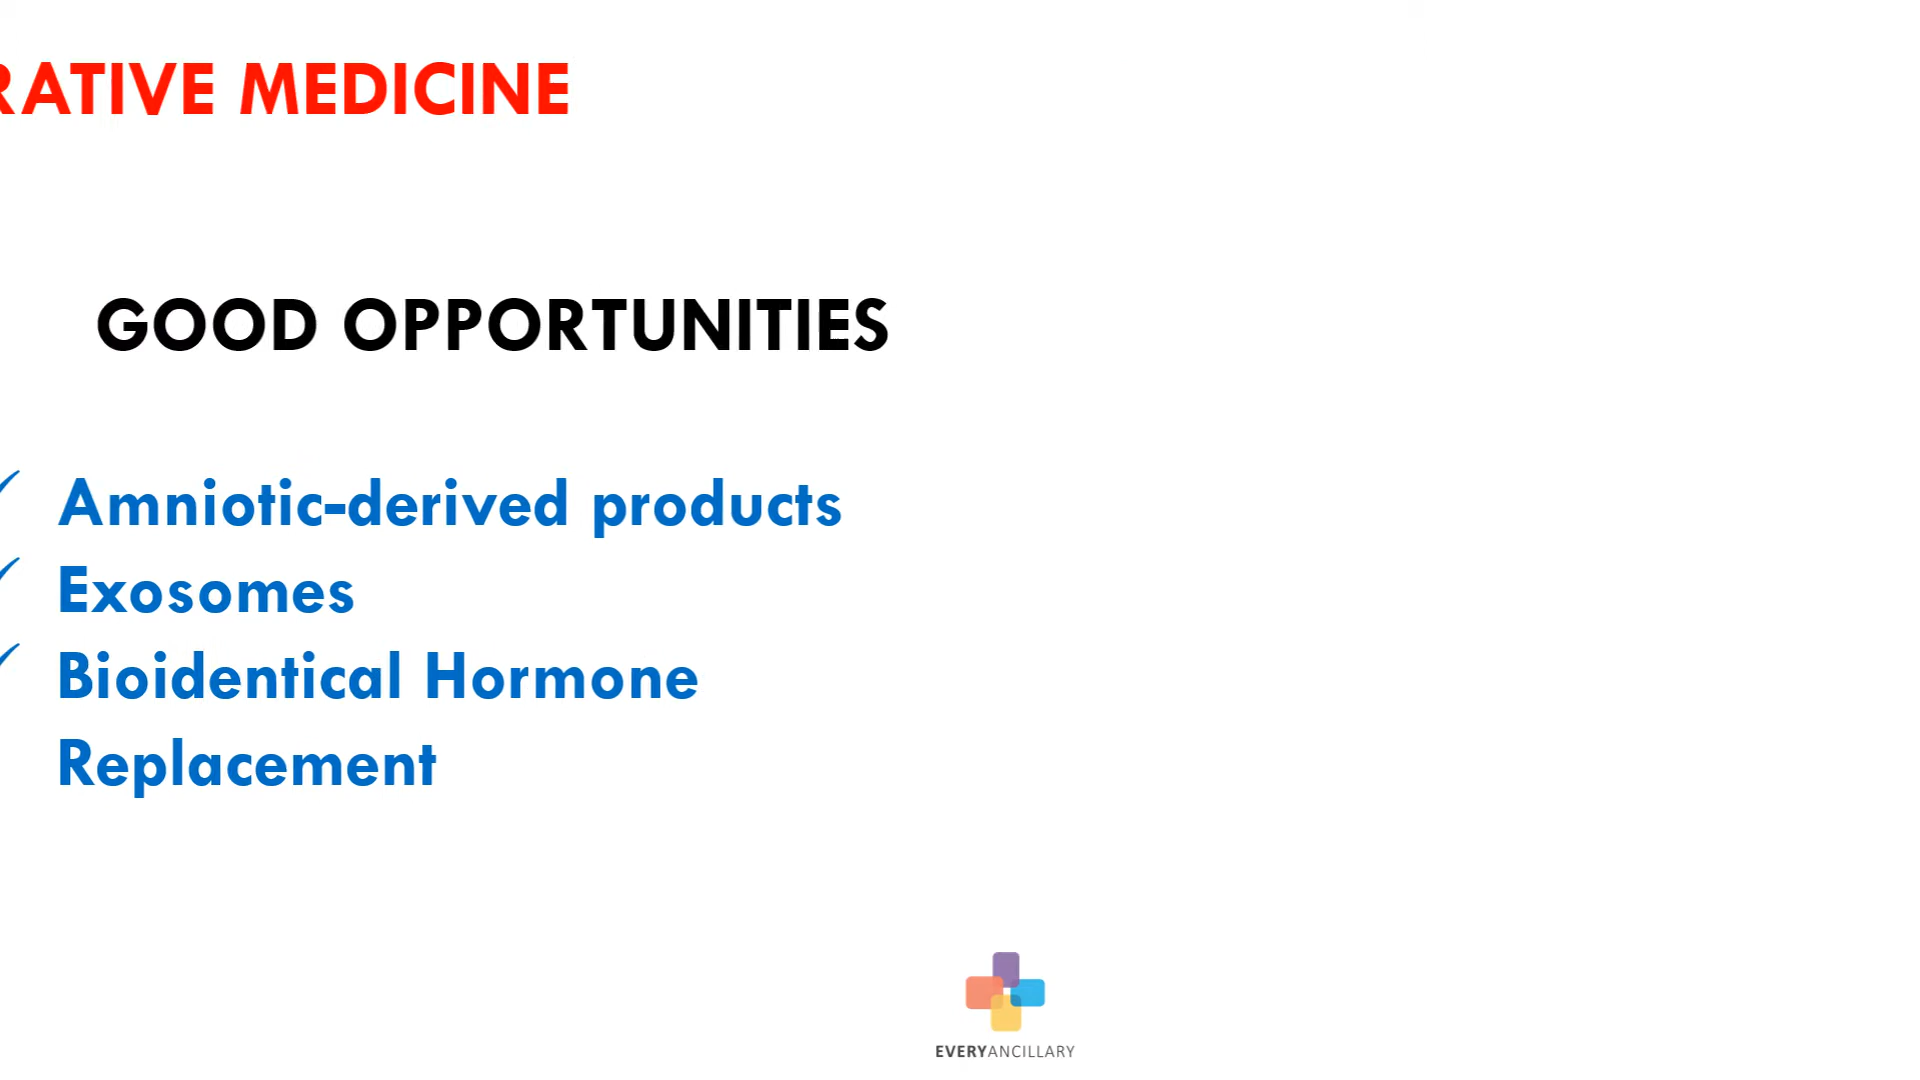 RATIVE MEDICINE
GOOD OPPORTUNITIES
✓ Amniotic-derived products
✓ Exosomes
✓ Bioidentical Hormone
Replacement
EVERYANCILLARY